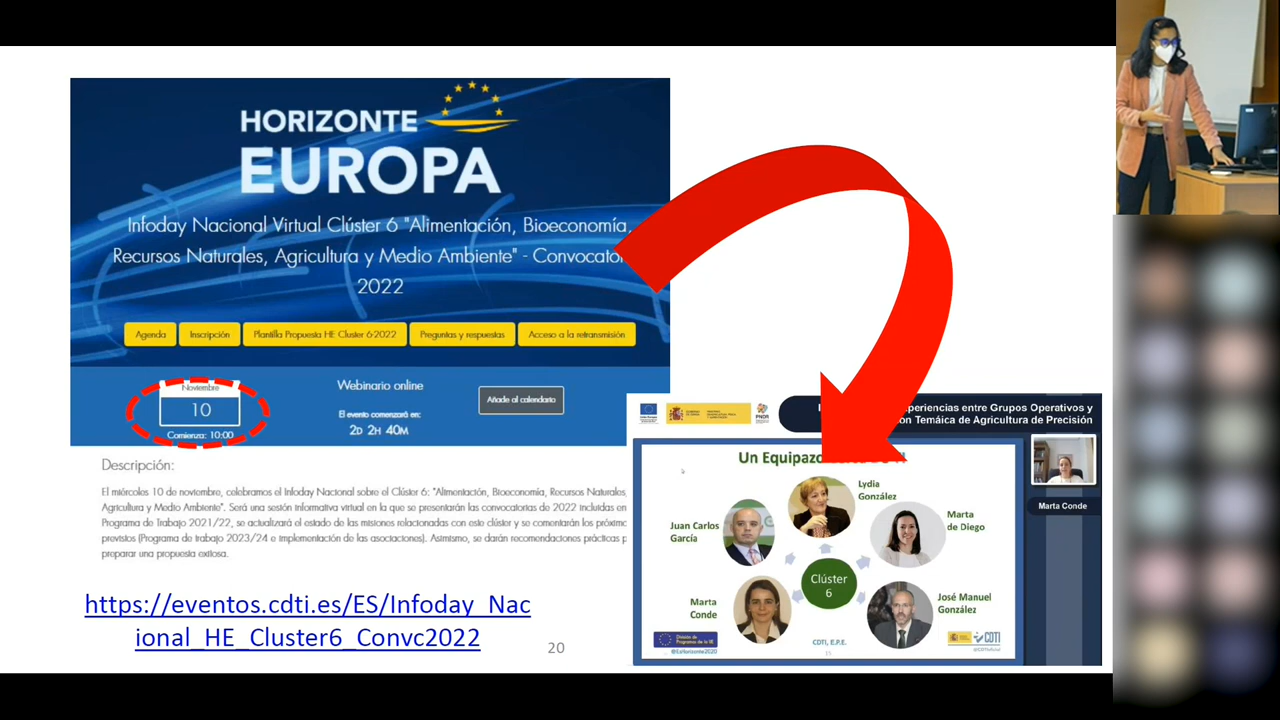 HORIZONTE
EUROPA
Infoday Nacional Virtual Clúster 6 "Alimentación, Bioeconomía,
Recursos Naturales, Agricultura y Medio Ambiente" - Convocator
2022
Agenda
Inscripción
Plantilla Propuesta HE Cluster 6-2022
Preguntas y respuestas
Acceso a la retransmisión
Noviembre
10
Comienza: 10:00
Webinario online
El evento comenzará en:
2D 2H 40M
Añade al calendario
Descripción:
El miércoles 10 de noviembre, celebramos el Infoday Nacional sobre el Clúster 6: "Alimentación, Bioeconomía, Recursos Naturales,
Agricultura y Medio Ambiente". Será una sesión informativa virtual en la que se presentarán las convocatorias de 2022 incluidas en
Programa de Trabajo 2021/22, se actualizará el estado de las misiones relacionadas con este clúster y se comentarán los próximo
previstos (Programa de trabajo 2023/24 e implementación de las asociaciones). Asimismo, se darán recomendaciones prácticas p
preparar una propuesta exitosa.
https://eventos.cdti.es/ES/Infoday_Nac
ional_HE_Cluster6_Convc2022
20
periencias entre Grupos Operativos y
on Temáica de Agricultura de Precisión
Un Equipazo
Lydia
González
Juan Carlos
García
Marta
de Diego
Clúster
6
Marta
Conde
José Manuel
González
CDTI, E.P.E.
15
@EsHorizonte2020
CDTI
Marta Conde